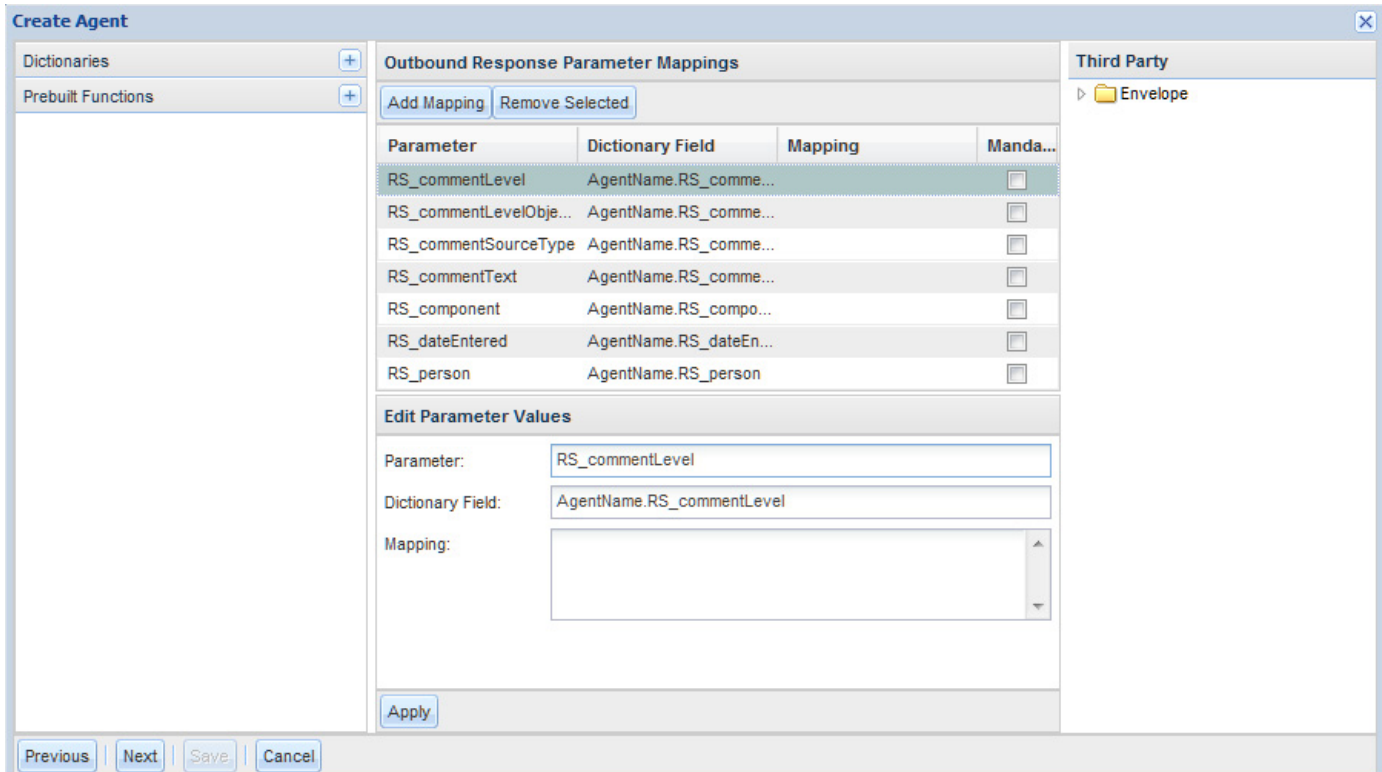 Create Agent
Dictionaries
Prebuilt Functions
Outbound Response Parameter Mappings
Add Mapping Remove Selected
Parameter Dictionary Field Mapping Manda...
RS_commentLevel AgentName.RS_comme...
RS_commentLevelObje... AgentName.RS_comme...
RS_commentSourceType AgentName.RS_comme...
RS_commentText AgentName.RS_comme...
RS_component AgentName.RS_compo...
RS_dateEntered AgentName.RS_dateEn...
RS_person AgentName.RS_person
Edit Parameter Values
Parameter: RS_commentLevel
Dictionary Field: AgentName.RS_commentLevel
Mapping:
Apply
Third Party
Envelope
Previous Next Save Cancel